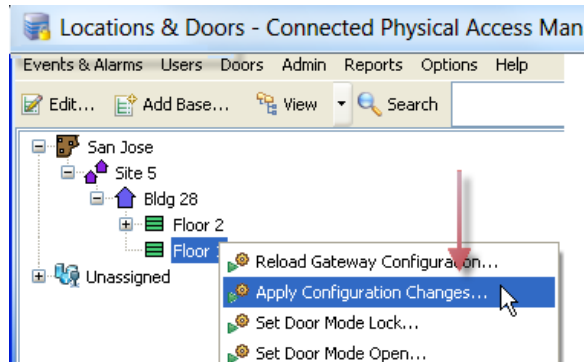 Locations & Doors - Connected Physical Access Man
Events & Alarms Users Doors Admin Reports Options Help
Edit... Add Base... View Search
San Jose
Site 5
Bldg 28
Floor 2
Floor
Unassigned
Reload Gateway Configuration...
Apply Configuration Changes...
Set Door Mode Lock...
Set Door Mode Open...